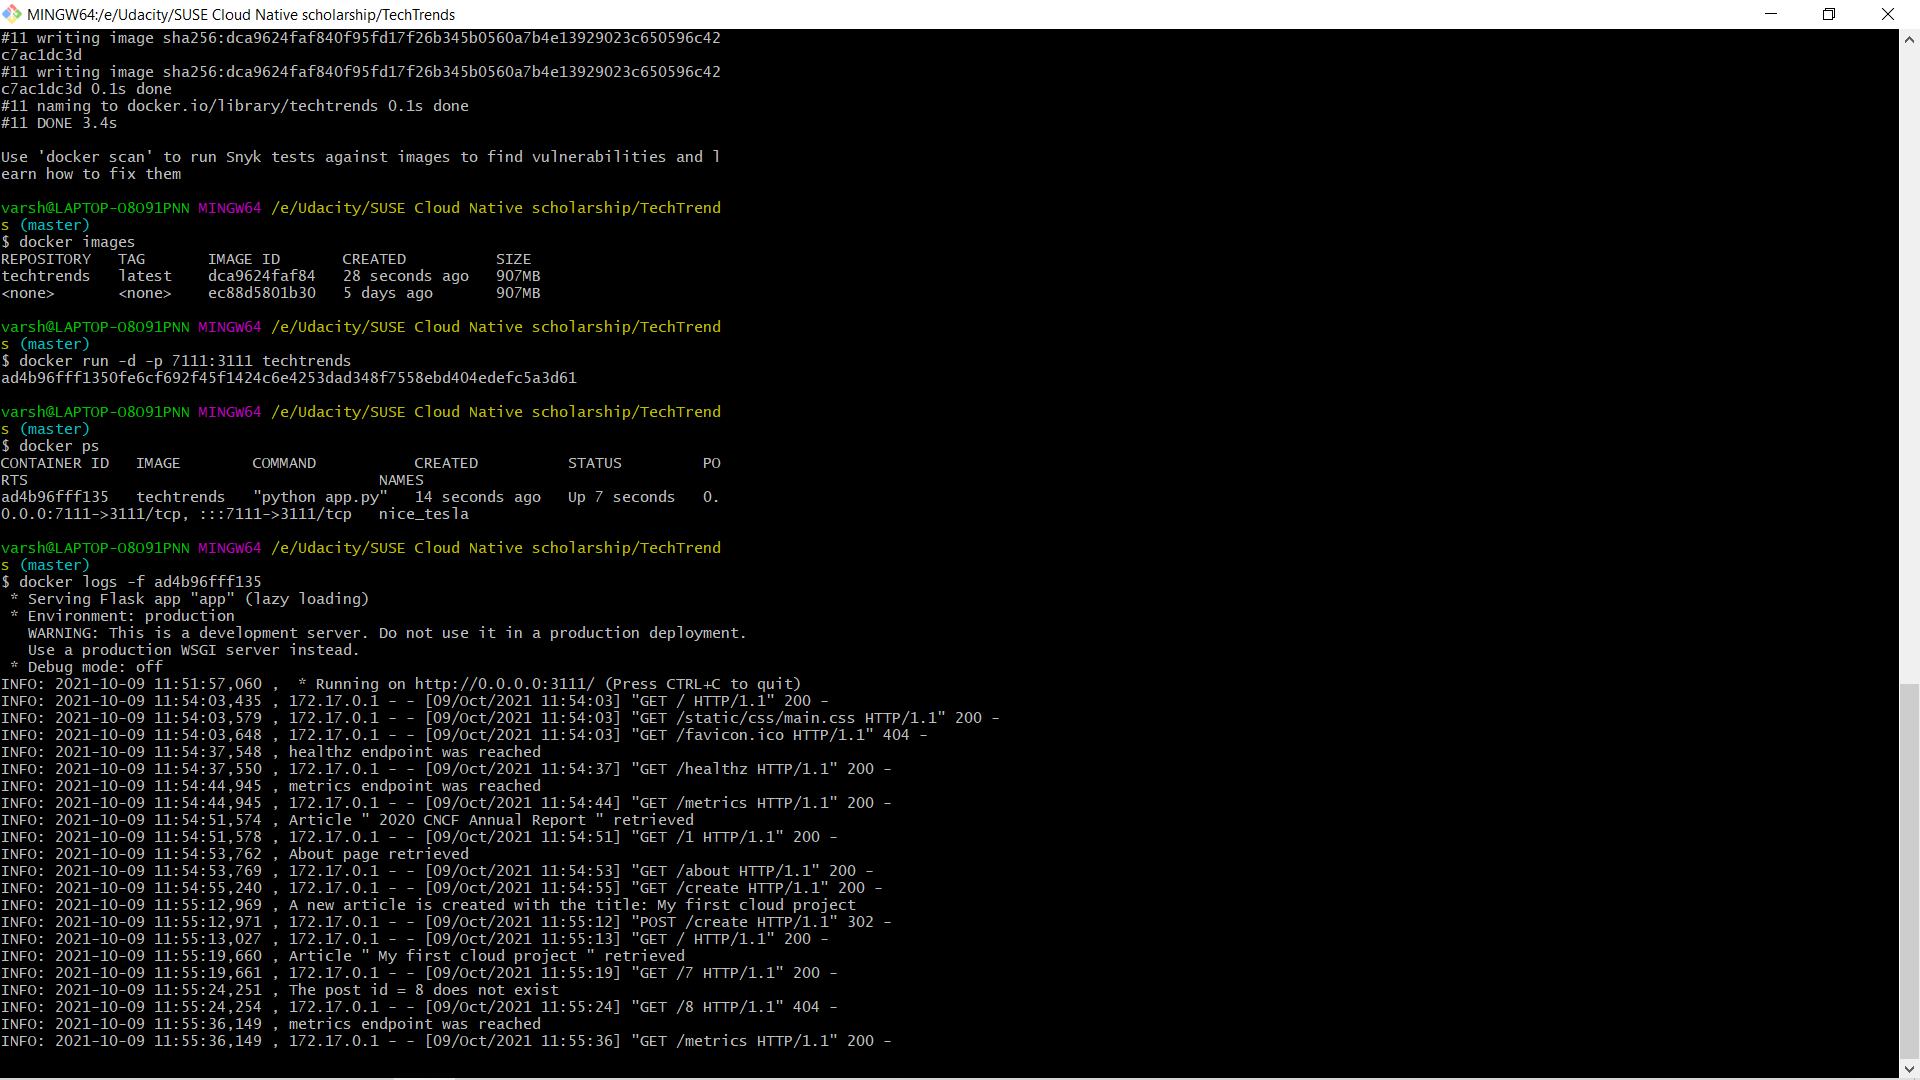 MINGW64:/e/Udacity/SUSE Cloud Native scholarship/TechTrends
#11 writing image sha256:dca9624faf840f95fd17f26b345b0560a7b4e13929023c650596c42
c7ac1dc3d
#11 writing image sha256:dca9624faf840f95fd17f26b345b0560a7b4e13929023c650596c42
c7ac1dc3d 0.1s done
#11 naming to docker.io/library/techtrends 0.1s done
#11 DONE 3.4s
Use 'docker scan' to run Snyk tests against images to find vulnerabilities and l
earn how to fix them
varsh@LAPTOP-O8O91PNN MINGW64 /e/Udacity/SUSE Cloud Native scholarship/TechTrend
s (master)
$ docker images
REPOSITORY   TAG       IMAGE ID       CREATED          SIZE
techtrends   latest    dca9624faf84   28 seconds ago   907MB
<none>       <none>    ec88d5801b30   5 days ago       907MB
varsh@LAPTOP-O8O91PNN MINGW64 /e/Udacity/SUSE Cloud Native scholarship/TechTrend
s (master)
$ docker run -d -p 7111:3111 techtrends
ad4b96fff1350fe6cf692f45f1424c6e4253dad348f7558ebd404edefc5a3d61
varsh@LAPTOP-O8O91PNN MINGW64 /e/Udacity/SUSE Cloud Native scholarship/TechTrend
s (master)
$ docker ps
CONTAINER ID   IMAGE        COMMAND           CREATED          STATUS         PO
RTS                                       NAMES
ad4b96fff135   techtrends   "python app.py"   14 seconds ago   Up 7 seconds   0.
0.0.0:7111->3111/tcp, :::7111->3111/tcp   nice_tesla
varsh@LAPTOP-O8O91PNN MINGW64 /e/Udacity/SUSE Cloud Native scholarship/TechTrend
s (master)
$ docker logs -f ad4b96fff135
 * Serving Flask app "app" (lazy loading)
 * Environment: production
   WARNING: This is a development server. Do not use it in a production deployment.
   Use a production WSGI server instead.
 * Debug mode: off
INFO: 2021-10-09 11:51:57,060 ,  * Running on http://0.0.0.0:3111/ (Press CTRL+C to quit)
INFO: 2021-10-09 11:54:03,435 , 172.17.0.1 - - [09/Oct/2021 11:54:03] "GET / HTTP/1.1" 200 -
INFO: 2021-10-09 11:54:03,579 , 172.17.0.1 - - [09/Oct/2021 11:54:03] "GET /static/css/main.css HTTP/1.1" 200 -
INFO: 2021-10-09 11:54:03,648 , 172.17.0.1 - - [09/Oct/2021 11:54:03] "GET /favicon.ico HTTP/1.1" 404 -
INFO: 2021-10-09 11:54:37,548 , healthz endpoint was reached
INFO: 2021-10-09 11:54:37,550 , 172.17.0.1 - - [09/Oct/2021 11:54:37] "GET /healthz HTTP/1.1" 200 -
INFO: 2021-10-09 11:54:44,945 , metrics endpoint was reached
INFO: 2021-10-09 11:54:44,945 , 172.17.0.1 - - [09/Oct/2021 11:54:44] "GET /metrics HTTP/1.1" 200 -
INFO: 2021-10-09 11:54:51,574 , Article " 2020 CNCF Annual Report " retrieved
INFO: 2021-10-09 11:54:51,578 , 172.17.0.1 - - [09/Oct/2021 11:54:51] "GET /1 HTTP/1.1" 200 -
INFO: 2021-10-09 11:54:53,762 , About page retrieved
INFO: 2021-10-09 11:54:53,769 , 172.17.0.1 - - [09/Oct/2021 11:54:53] "GET /about HTTP/1.1" 200 -
INFO: 2021-10-09 11:54:55,240 , 172.17.0.1 - - [09/Oct/2021 11:54:55] "GET /create HTTP/1.1" 200 -
INFO: 2021-10-09 11:55:12,969 , A new article is created with the title: My first cloud project
INFO: 2021-10-09 11:55:12,971 , 172.17.0.1 - - [09/Oct/2021 11:55:12] "POST /create HTTP/1.1" 302 -
INFO: 2021-10-09 11:55:13,027 , 172.17.0.1 - - [09/Oct/2021 11:55:13] "GET / HTTP/1.1" 200 -
INFO: 2021-10-09 11:55:19,660 , Article " My first cloud project " retrieved
INFO: 2021-10-09 11:55:19,661 , 172.17.0.1 - - [09/Oct/2021 11:55:19] "GET /7 HTTP/1.1" 200 -
INFO: 2021-10-09 11:55:24,251 , The post id = 8 does not exist
INFO: 2021-10-09 11:55:24,254 , 172.17.0.1 - - [09/Oct/2021 11:55:24] "GET /8 HTTP/1.1" 404 -
INFO: 2021-10-09 11:55:36,149 , metrics endpoint was reached
INFO: 2021-10-09 11:55:36,149 , 172.17.0.1 - - [09/Oct/2021 11:55:36] "GET /metrics HTTP/1.1" 200 -